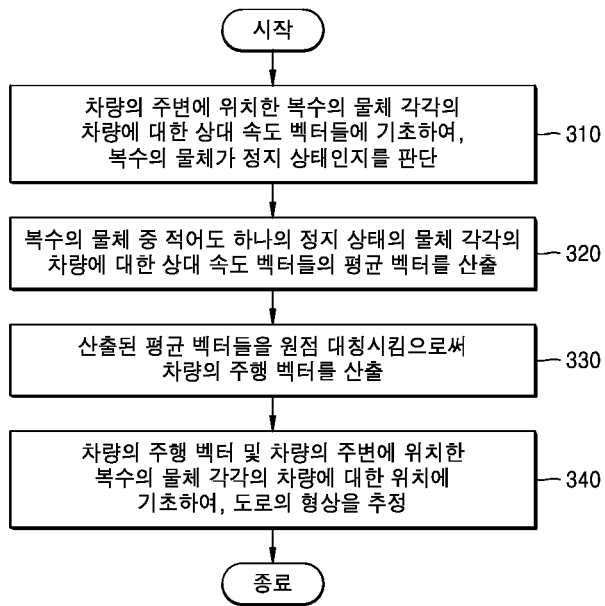 시작
차량의 주변에 위치한 복수의 물체 각각의
차량에 대한 상대 속도 벡터들에 기초하여,
복수의 물체가 정지 상태인지를 판단
310
복수의 물체 중 적어도 하나의 정지 상태의 물체 각각의
차량에 대한 상대 속도 벡터들의 평균 벡터를 산출
320
산출된 평균 벡터들을 원점 대칭시킴으로써
차량의 주행 벡터를 산출
330
차량의 주행 벡터 및 차량의 주변에 위치한
복수의 물체 각각의 차량에 대한 위치에
기초하여, 도로의 형상을 추정
340
종료